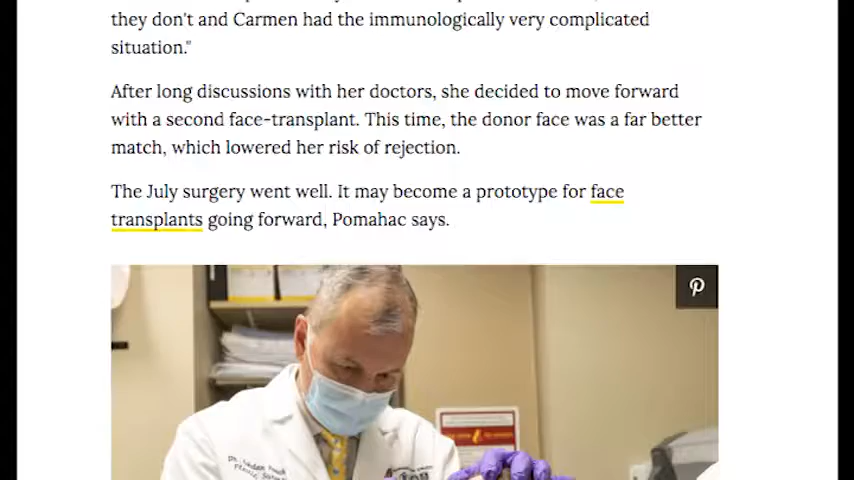 they don't and Carmen had the immunologically very complicated
situation."
After long discussions with her doctors, she decided to move forward
with a second face-transplant. This time, the donor face was a far better
match, which lowered her risk of rejection.
The July surgery went well. It may become a prototype for face
transplants going forward, Pomahac says.